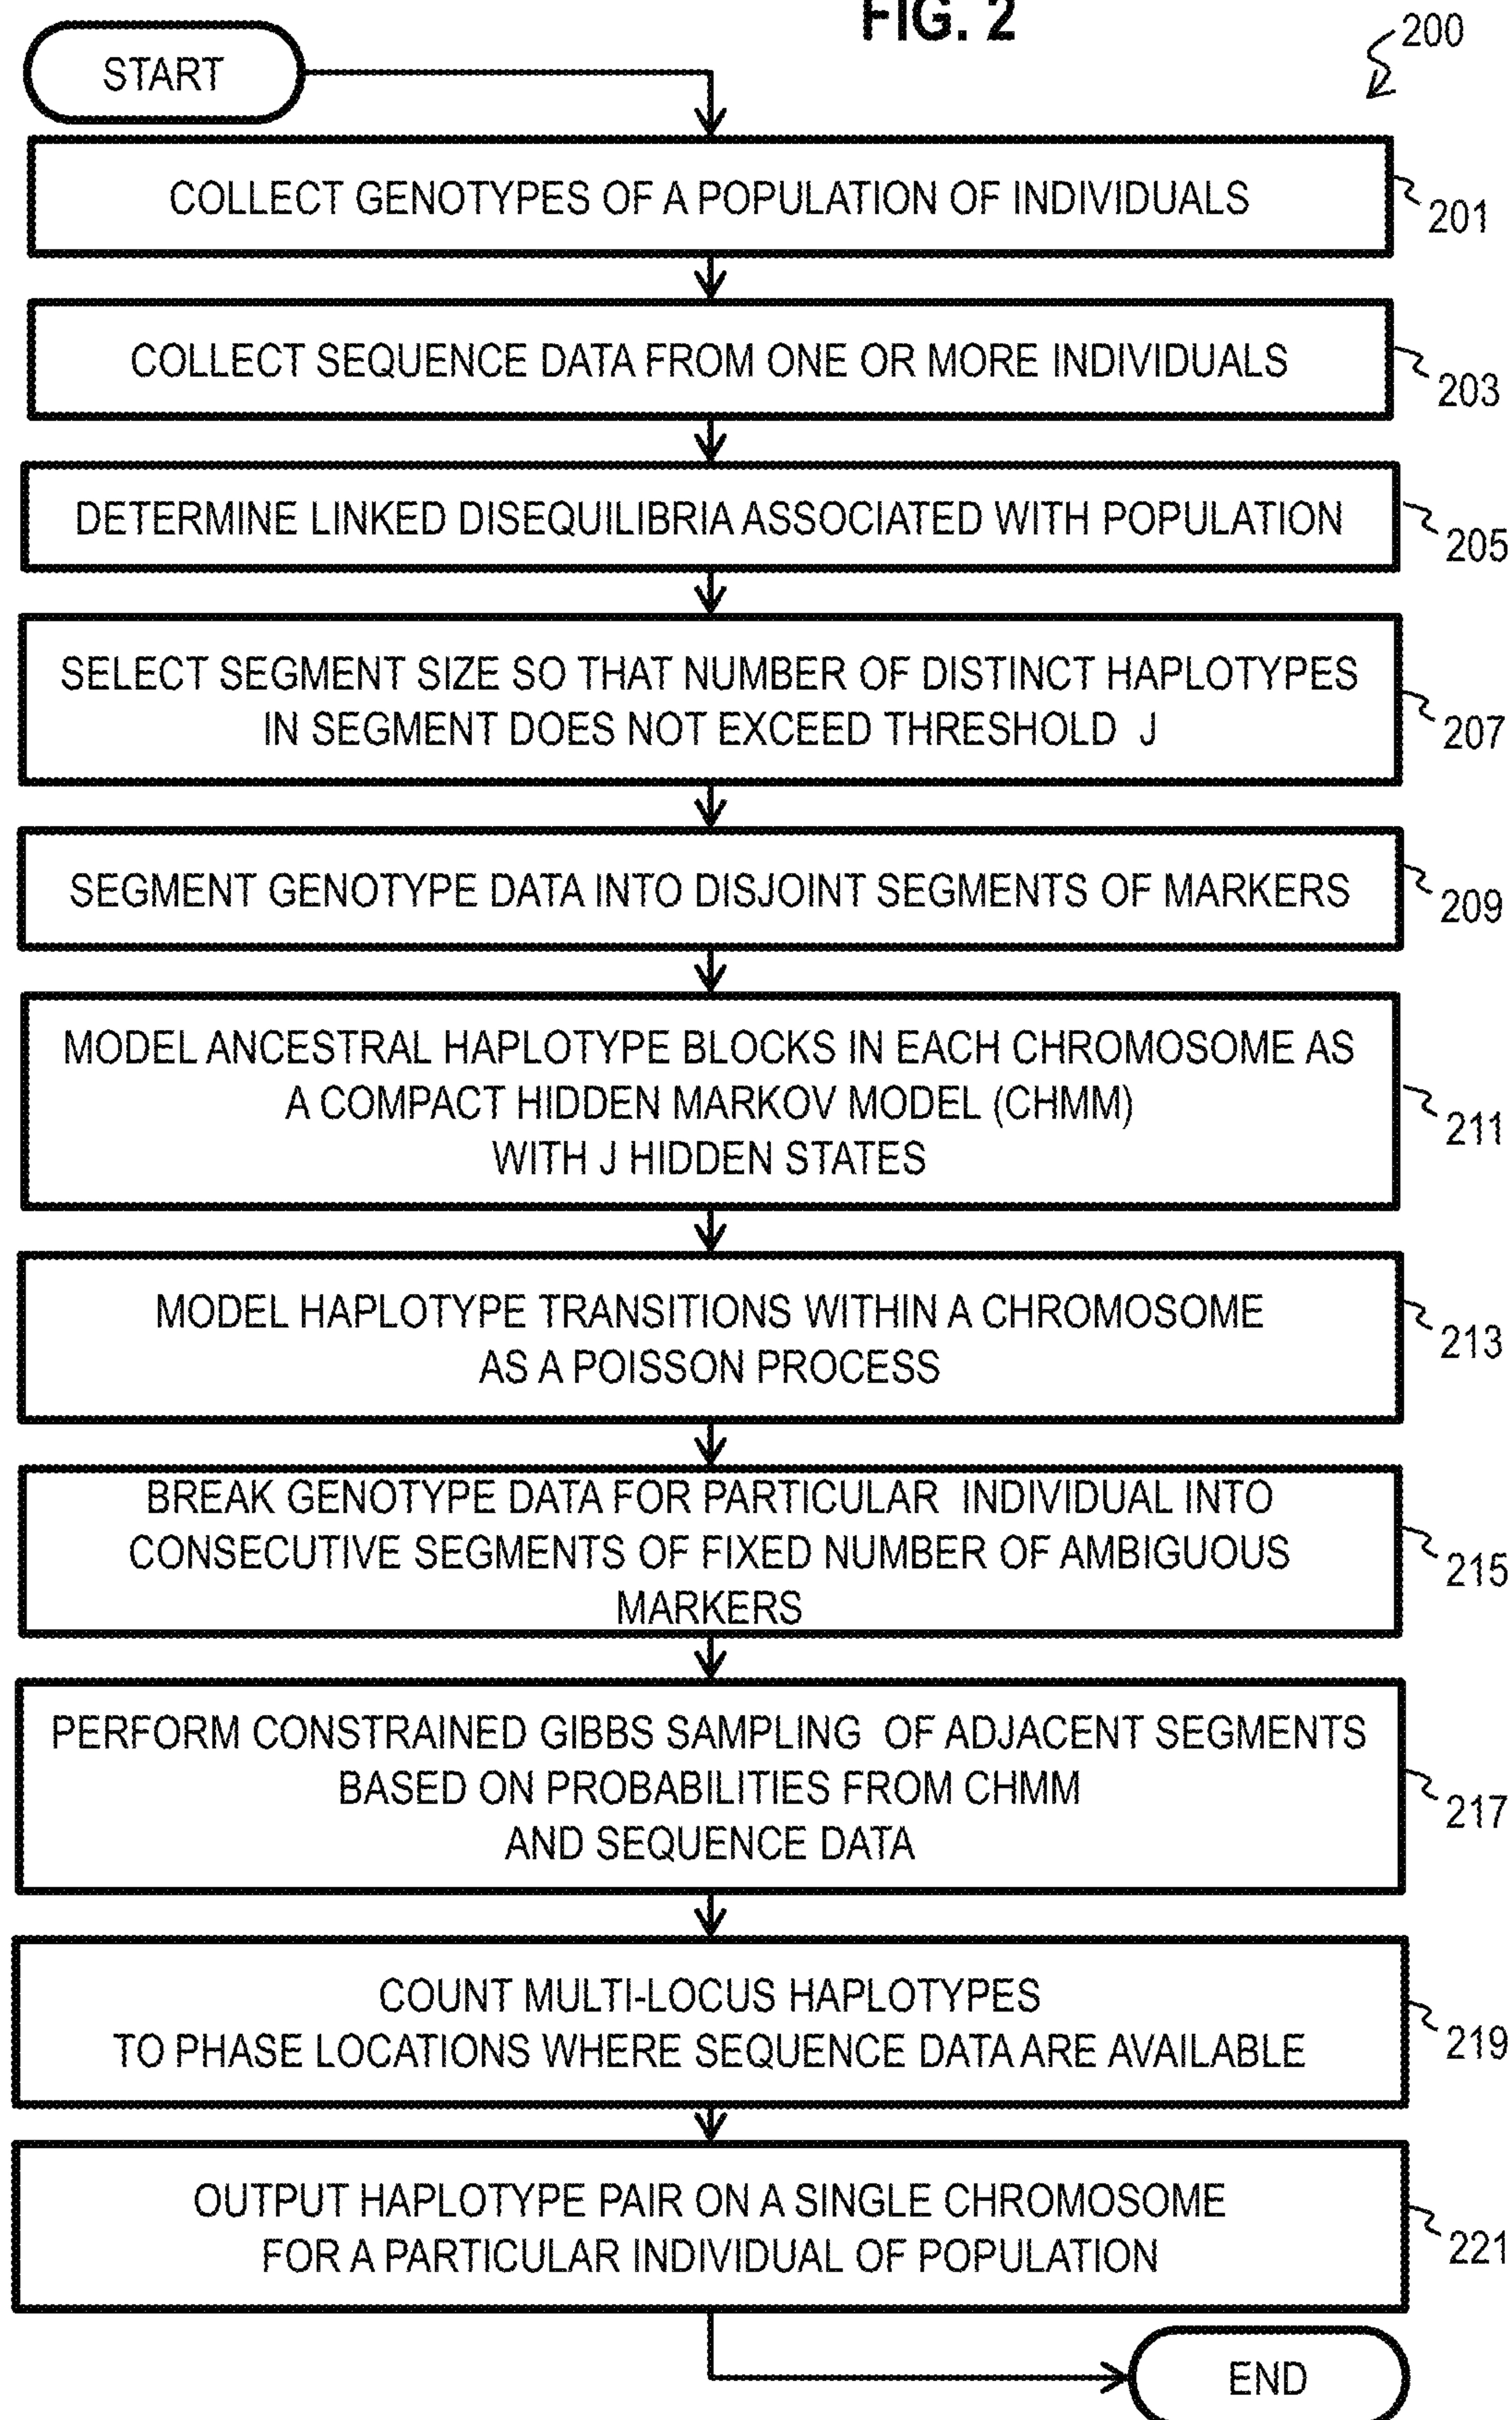 FIG. 2
200
START
COLLECT GENOTYPES OF A POPULATION OF INDIVIDUALS
201
COLLECT SEQUENCE DATA FROM ONE OR MORE INDIVIDUALS
203
DETERMINE LINKED DISEQUILIBRIA ASSOCIATED WITH POPULATION
205
SELECT SEGMENT SIZE SO THAT NUMBER OF DISTINCT HAPLOTYPES
IN SEGMENT DOES NOT EXCEED THRESHOLD J
207
SEGMENT GENOTYPE DATA INTO DISJOINT SEGMENTS OF MARKERS
209
MODEL ANCESTRAL HAPLOTYPE BLOCKS IN EACH CHROMOSOME AS
A COMPACT HIDDEN MARKOV MODEL (CHMM)
WITH J HIDDEN STATES
211
MODEL HAPLOTYPE TRANSITIONS WITHIN A CHROMOSOME
AS A POISSON PROCESS
213
BREAK GENOTYPE DATA FOR PARTICULAR INDIVIDUAL INTO
CONSECUTIVE SEGMENTS OF FIXED NUMBER OF AMBIGUOUS
MARKERS
215
PERFORM CONSTRAINED GIBBS SAMPLING OF ADJACENT SEGMENTS
BASED ON PROBABILITIES FROM CHMM
AND SEQUENCE DATA
217
COUNT MULTI-LOCUS HAPLOTYPES
TO PHASE LOCATIONS WHERE SEQUENCE DATA ARE AVAILABLE
219
OUTPUT HAPLOTYPE PAIR ON A SINGLE CHROMOSOME
FOR A PARTICULAR INDIVIDUAL OF POPULATION
221
END